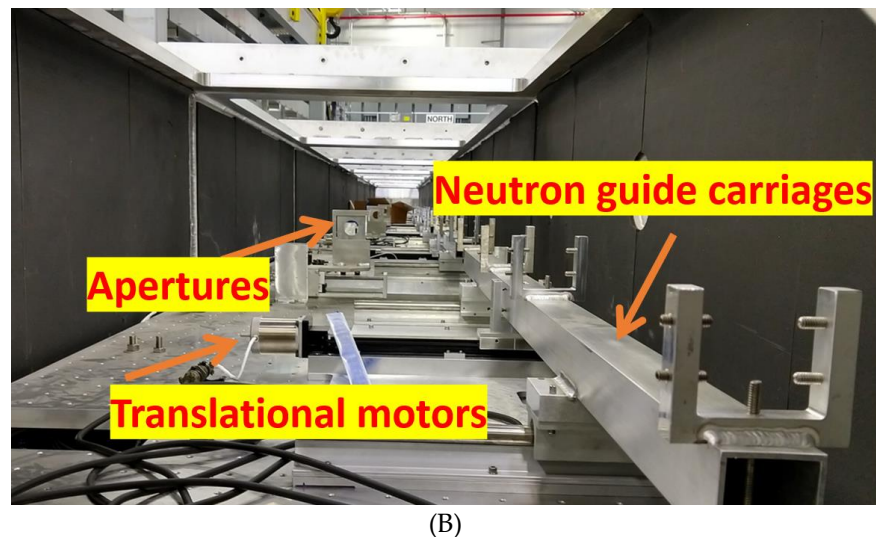 NORTH
Neutron guide carriages
Apertures
Translational motors
(B)